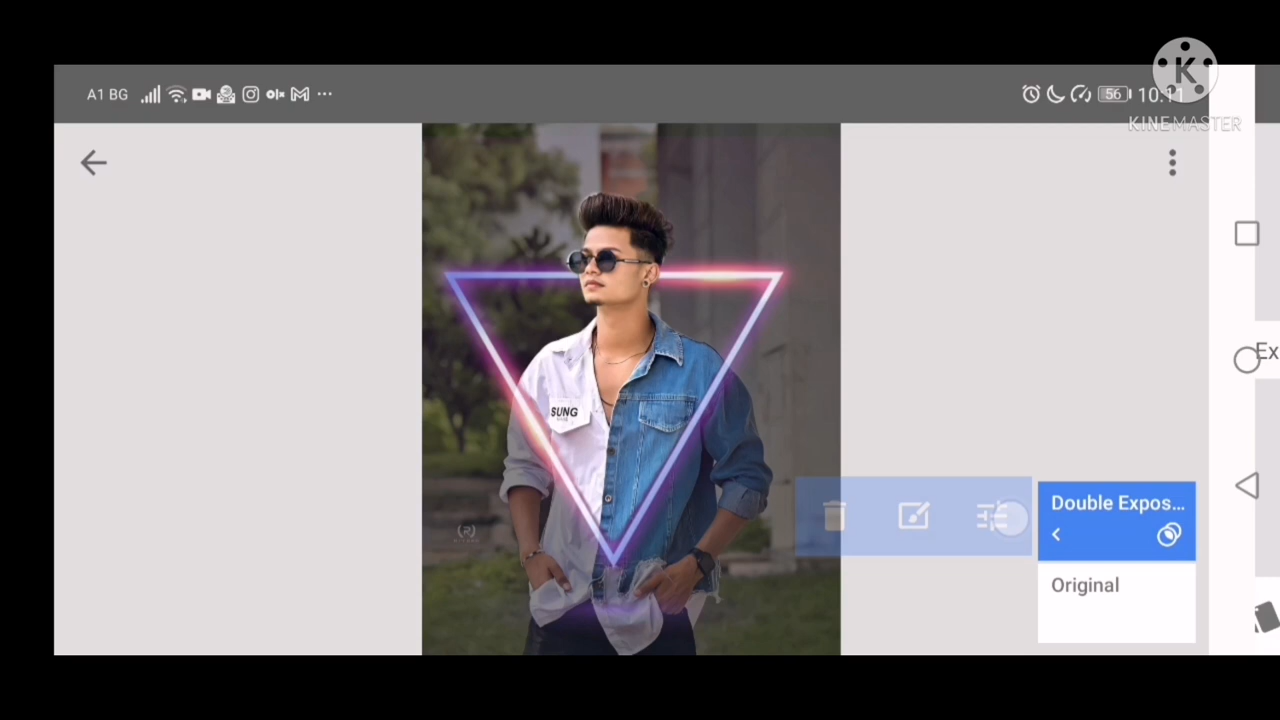 A1 BG
56
10:11
KINEMASTER
Ex
SUNG
Double Expos...
Original